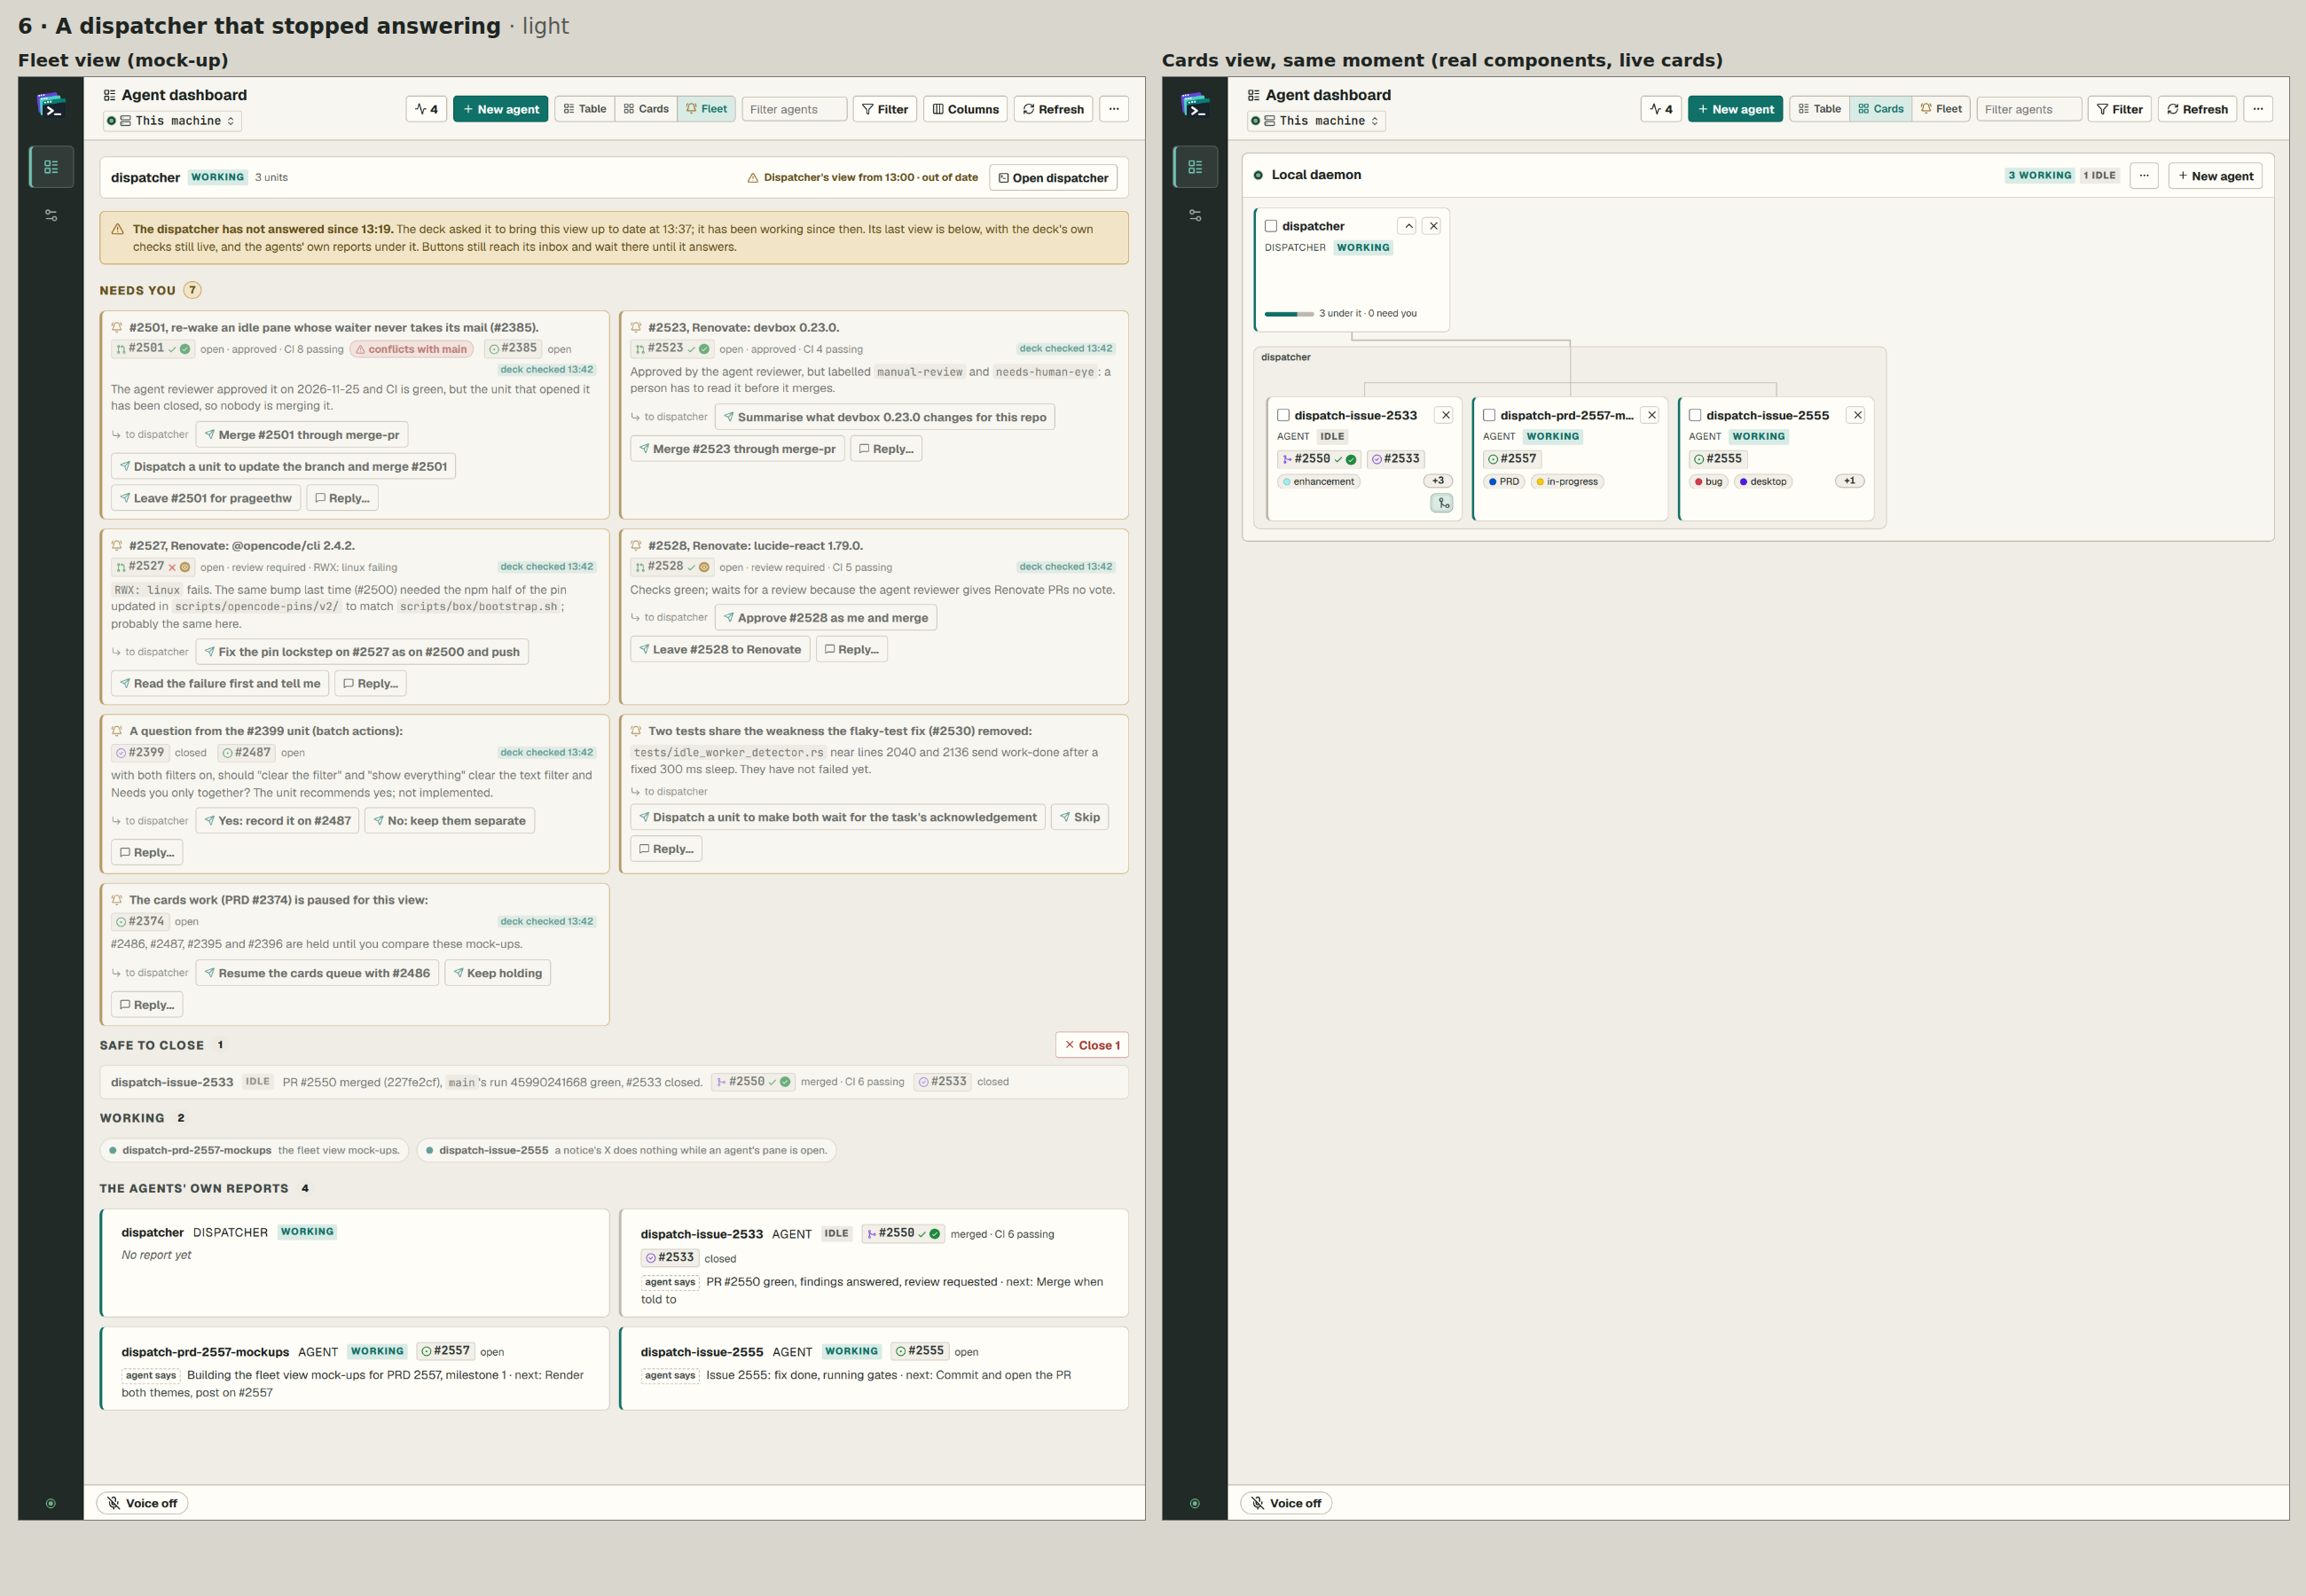 6 · A dispatcher that stopped answering · light
Fleet view (mock-up)
Agent dashboard
This machine
4
+ New agent
Table
Cards
Fleet
Filter agents
Filter
Columns
Refresh
...
dispatcher WORKING 3 units
Dispatcher's view from 13:00 · out of date
Open dispatcher
The dispatcher has not answered since 13:19. The deck asked it to bring this view up to date at 13:37; it has been working since then. Its last view is below, with the deck's own
checks still live, and the agents' own reports under it. Buttons still reach its inbox and wait there until it answers.
NEEDS YOU 7
#2501, re-wake an idle pane whose waiter never takes its mail (#2385).
#2501 open · approved · CI 8 passing conflicts with main #2385 open
deck checked 13:42
The agent reviewer approved it on 2026-11-25 and CI is green, but the unit that opened it
has been closed, so nobody is merging it.
to dispatcher Merge #2501 through merge-pr
Dispatch a unit to update the branch and merge #2501
Leave #2501 for prageethw Reply...
#2523, Renovate: devbox 0.23.0.
#2523 open · approved · CI 4 passing deck checked 13:42
Approved by the agent reviewer, but labelled manual-review and needs-human-eye: a
person has to read it before it merges.
to dispatcher Summarise what devbox 0.23.0 changes for this repo
Merge #2523 through merge-pr Reply...
#2527, Renovate: @opencode/cli 2.4.2.
#2527 open · review required · RWX: linux failing deck checked 13:42
RWX: linux fails. The same bump last time (#2500) needed the npm half of the pin
updated in scripts/opencode-pins/v2/ to match scripts/box/bootstrap.sh;
probably the same here.
to dispatcher Fix the pin lockstep on #2527 as on #2500 and push
Read the failure first and tell me Reply...
#2528, Renovate: lucide-react 1.79.0.
#2528 open · review required · CI 5 passing deck checked 13:42
Checks green; waits for a review because the agent reviewer gives Renovate PRs no vote.
to dispatcher Approve #2528 as me and merge
Leave #2528 to Renovate Reply...
A question from the #2399 unit (batch actions):
#2399 closed #2487 open deck checked 13:42
with both filters on, should "clear the filter" and "show everything" clear the text filter and
Needs you only together? The unit recommends yes; not implemented.
to dispatcher Yes: record it on #2487 No: keep them separate
Reply...
Two tests share the weakness the flaky-test fix (#2530) removed:
tests/idle_worker_detector.rs near lines 2040 and 2136 send work-done after a
fixed 300 ms sleep. They have not failed yet.
to dispatcher
Dispatch a unit to make both wait for the task's acknowledgement Skip
Reply...
The cards work (PRD #2374) is paused for this view:
#2374 open deck checked 13:42
#2486, #2487, #2395 and #2396 are held until you compare these mock-ups.
to dispatcher Resume the cards queue with #2486 Keep holding
Reply...
SAFE TO CLOSE 1
Close 1
dispatch-issue-2533 IDLE PR #2550 merged (227fe2cf), main's run 45990241668 green, #2533 closed. #2550 merged · CI 6 passing #2533 closed
WORKING 2
dispatch-prd-2557-mockups the fleet view mock-ups.
dispatch-issue-2555 a notice's X does nothing while an agent's pane is open.
THE AGENTS' OWN REPORTS 4
dispatcher DISPATCHER WORKING
No report yet
dispatch-issue-2533 AGENT IDLE #2550 merged · CI 6 passing
#2533 closed
agent says PR #2550 green, findings answered, review requested · next: Merge when
told to
dispatch-prd-2557-mockups AGENT WORKING #2557 open
agent says Building the fleet view mock-ups for PRD 2557, milestone 1 · next: Render
both themes, post on #2557
dispatch-issue-2555 AGENT WORKING #2555 open
agent says Issue 2555: fix done, running gates · next: Commit and open the PR
Voice off
Cards view, same moment (real components, live cards)
Agent dashboard
This machine
4
+ New agent
Table
Cards
Fleet
Filter agents
Filter
Refresh
...
Local daemon
3 WORKING 1 IDLE
...
+ New agent
dispatcher
DISPATCHER WORKING
3 under it · 0 need you
dispatcher
dispatch-issue-2533
AGENT IDLE
#2550 #2533
enhancement +3
dispatch-prd-2557-m...
AGENT WORKING
#2557
PRD in-progress
dispatch-issue-2555
AGENT WORKING
#2555
bug desktop +1
Voice off